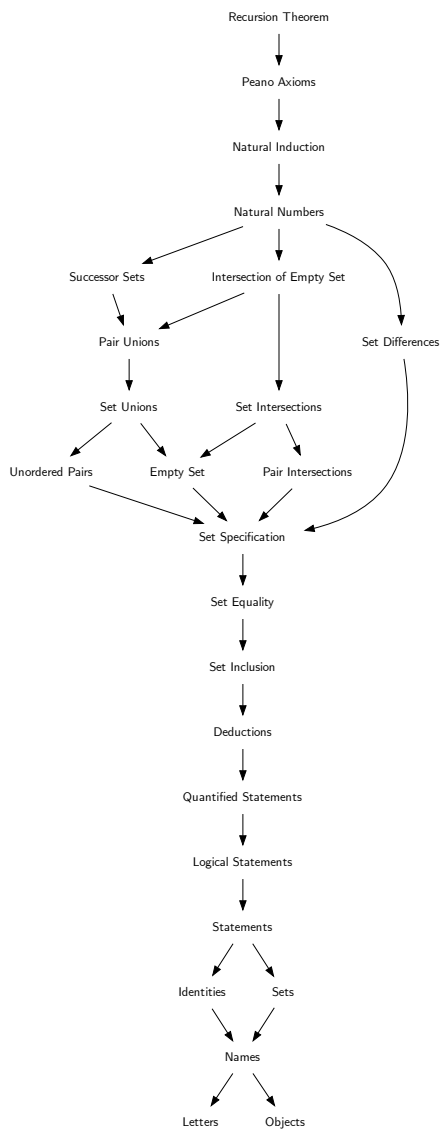 Recursion Theorem
Peano Axioms
Natural Induction
Natural Numbers
Successor Sets
Intersection of Empty Set
Pair Unions
Set Differences
Set Unions
Set Intersections
Unordered Pairs
Empty Set
Pair Intersections
Set Specification
Set Equality
Set Inclusion
Deductions
Quantified Statements
Logical Statements
Statements
Identities
Sets
Names
Letters
Objects